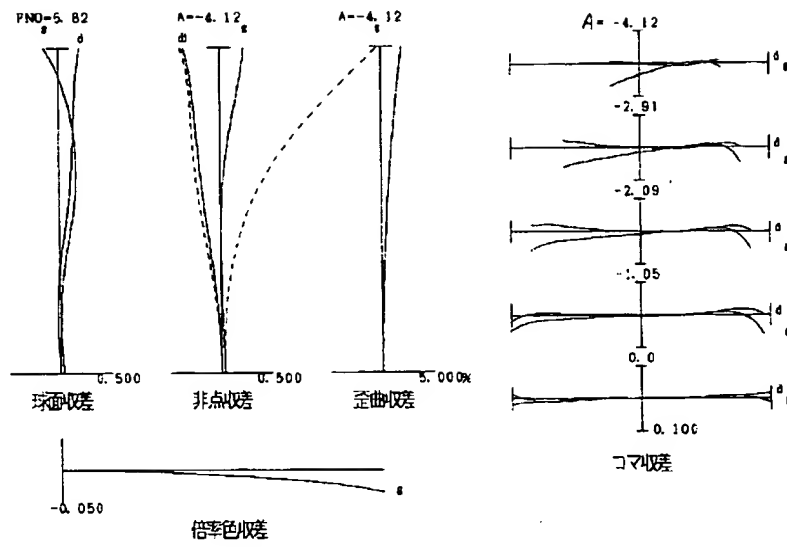 FNO=5.82
A=-4.12
A=-4.12
A= -4.12
g
d
g
d
g
-2.91
d
g
-2.09
d
g
-1.05
d
0.0
d
0.100
0.500
0.500
5.000%
球面収差
非点収差
歪曲収差
コマ収差
g
-0.050
倍率色収差